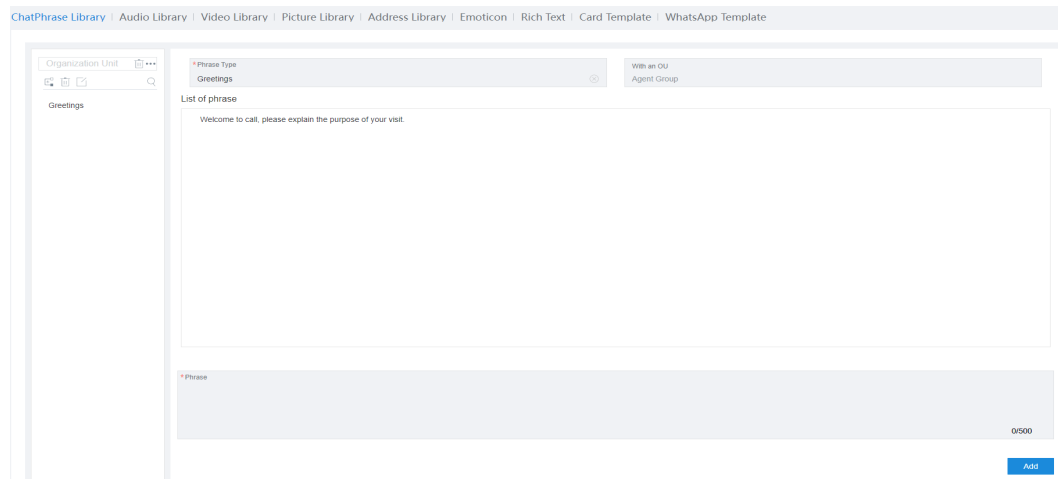 ChatPhrase Library | Audio Library | Video Library | Picture Library | Address Library | Emoticon | Rich Text | Card Template | WhatsApp Template
Organization Unit
Greetings
* Phrase Type
Greetings
With an OU
Agent Group
List of phrase
Welcome to call, please explain the purpose of your visit.
* Phrase
0/500
Add